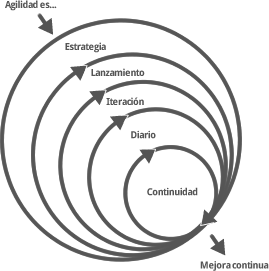 Agilidad es...
Estrategia
Lanzamiento
Iteración
Diario
Continuidad
Mejora continua